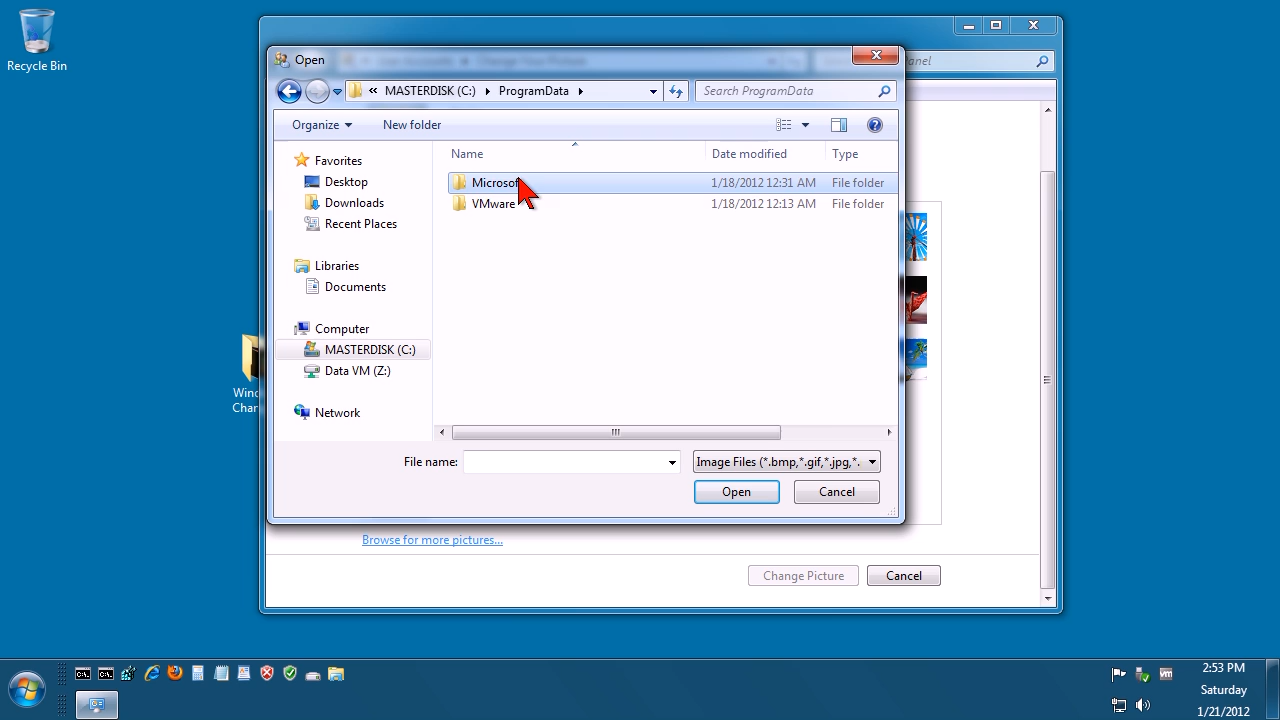 Recycle Bin
Open
« MASTERDISK (C:) ProgramData
Search ProgramData
Organize
New folder
Name
Date modified
Type
Favorites
Desktop
Downloads
Recent Places
Libraries
Documents
Computer
MASTERDISK (C:)
Data VM (Z:)
Network
Microsof
1/18/2012 12:31 AM
File folder
VMware
1/18/2012 12:13 AM
File folder
File name:
Image Files (*.bmp,*.gif,*.jpg,*.
Open
Cancel
Browse for more pictures...
Change Picture
Cancel
2:53 PM
Saturday
1/21/2012